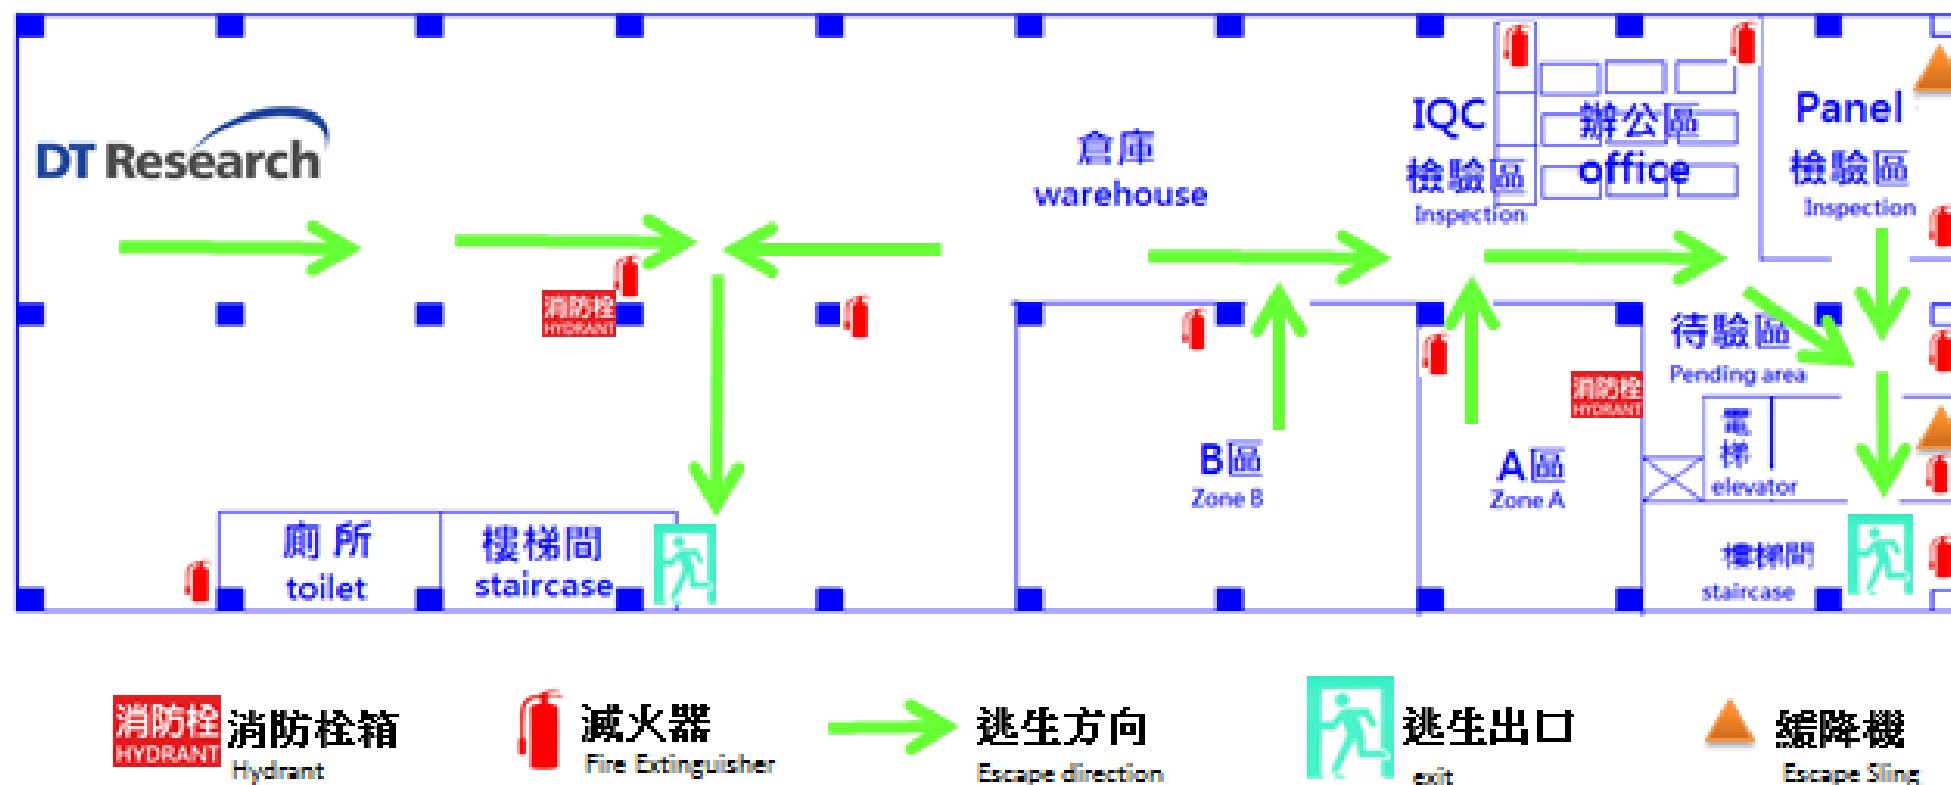 DT Research
倉庫
warehouse
IQC
檢驗區
Inspection
辦公區
office
Panel
檢驗區
Inspection
消防栓
HYDRANT
待驗區
Pending area
消防栓
HYDRANT
B區
Zone B
A區
Zone A
電
梯
elevator
廁所
toilet
樓梯間
staircase
樓梯間
staircase
消防栓
HYDRANT
消防栓箱
Hydrant
滅火器
Fire Extinguisher
逃生方向
Escape direction
逃生出口
exit
緩降機
Escape Sling